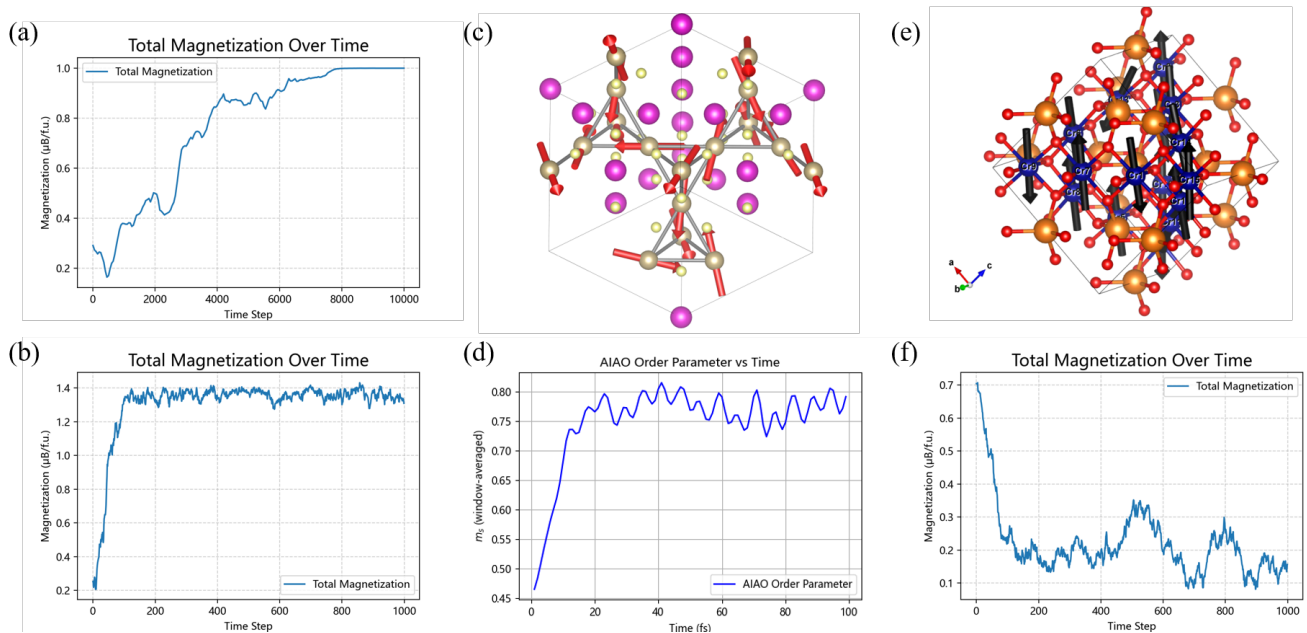 (a)
Total Magnetization Over Time
Total Magnetization
Magnetization (μB/f.u.)
1.0
0.8
0.6
0.4
0.2
0 2000 4000 6000 8000 10000
Time Step
(b)
Total Magnetization Over Time
Magnetization (μB/f.u.)
1.4
1.2
1.0
0.8
0.6
0.4
0.2
Total Magnetization
0 200 400 600 800 1000
Time Step
(c)
(d)
AIAO Order Parameter vs Time
ms (window-averaged)
0.80
0.75
0.70
0.65
0.60
0.55
0.50
0.45
AIAO Order Parameter
0 20 40 60 80 100
Time (fs)
(e)
Cr9
Cr7
a
b
c
(f)
Total Magnetization Over Time
Total Magnetization
Magnetization (μB/f.u.)
0.7
0.6
0.5
0.4
0.3
0.2
0.1
0 200 400 600 800 1000
Time Step